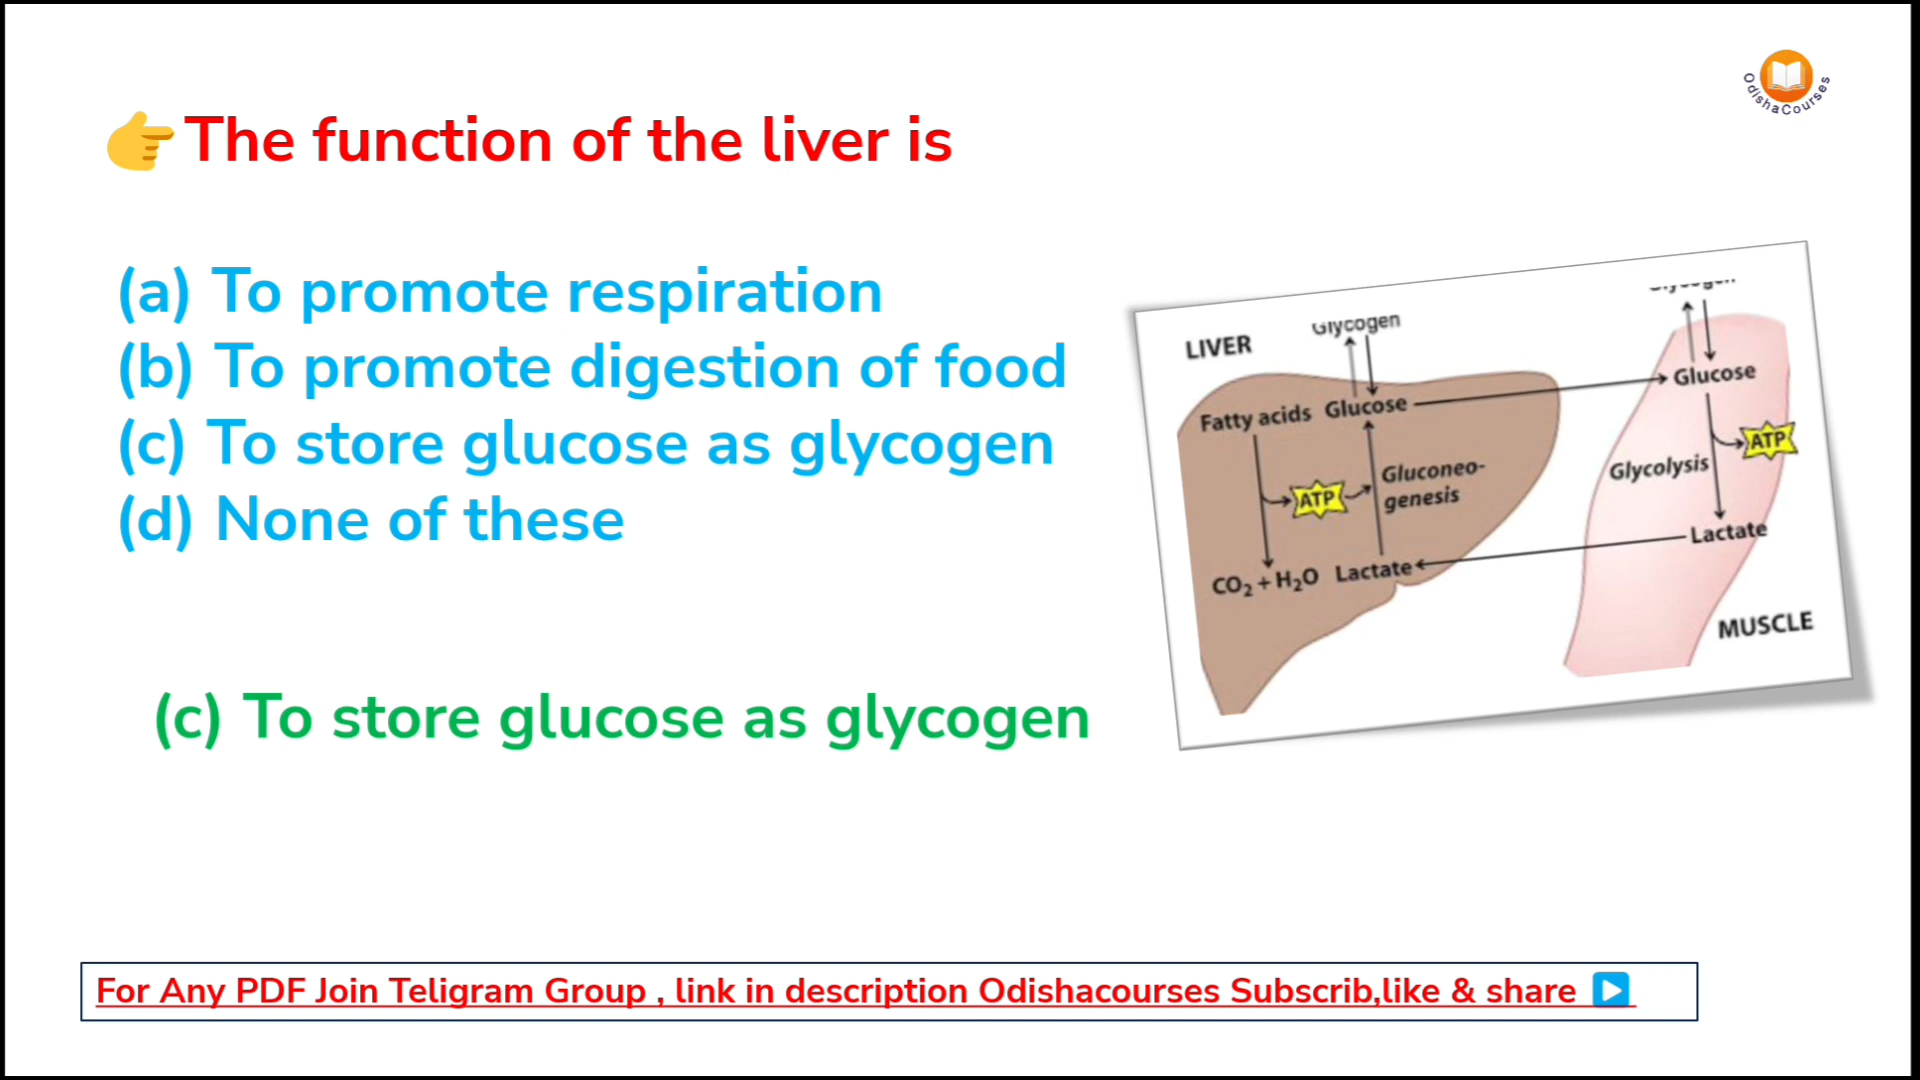 OdishaCourses
👉The function of the liver is
(a) To promote respiration
(b) To promote digestion of food
(c) To store glucose as glycogen
(d) None of these
(c) To store glucose as glycogen
LIVER
Glycogen
Fatty acids Glucose
ATP
Gluconeo-
genesis
CO₂ + H₂O Lactate
Glucose
ATP
Glycolysis
Lactate
MUSCLE
For Any PDF Join Teligram Group , link in description Odishacourses Subscrib,like & share ▶️